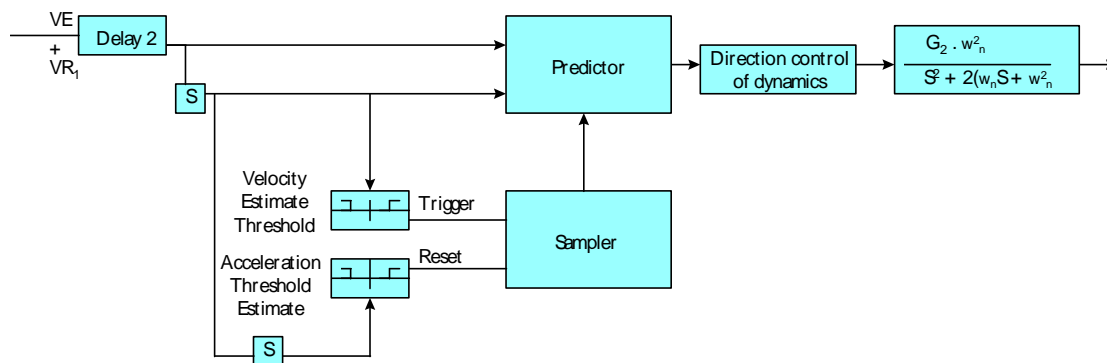 VE
+
VR₁
Delay 2
S
Predictor
Direction control
of dynamics
G₂ . w²ₙ
S² + 2(wₙS + w²ₙ
Velocity
Estimate
Threshold
Trigger
Sampler
Acceleration
Threshold
Estimate
Reset
S